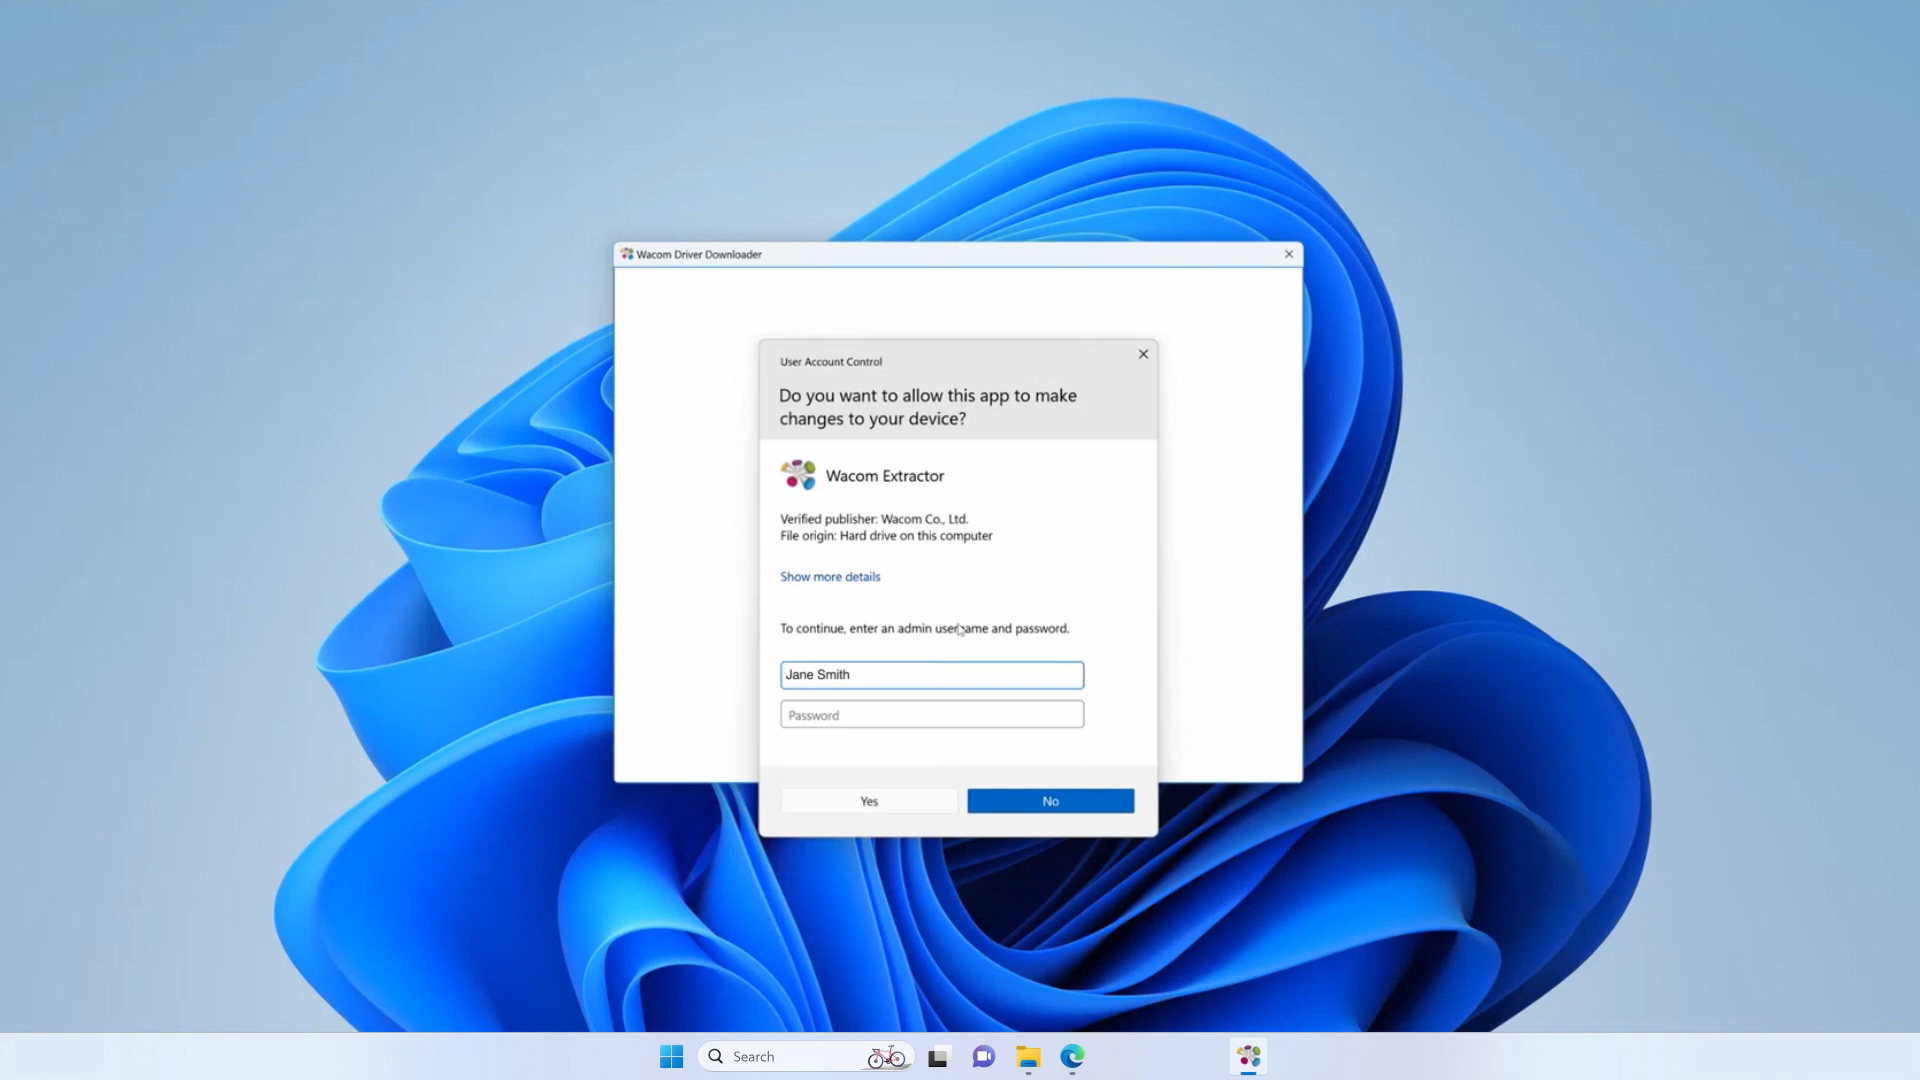 Wacom Driver Downloader
User Account Control
Do you want to allow this app to make
changes to your device?
Wacom Extractor
Verified publisher: Wacom Co., Ltd.
File origin: Hard drive on this computer
Show more details
To continue, enter an admin username and password.
Jane Smith
Password
Yes
No
Search